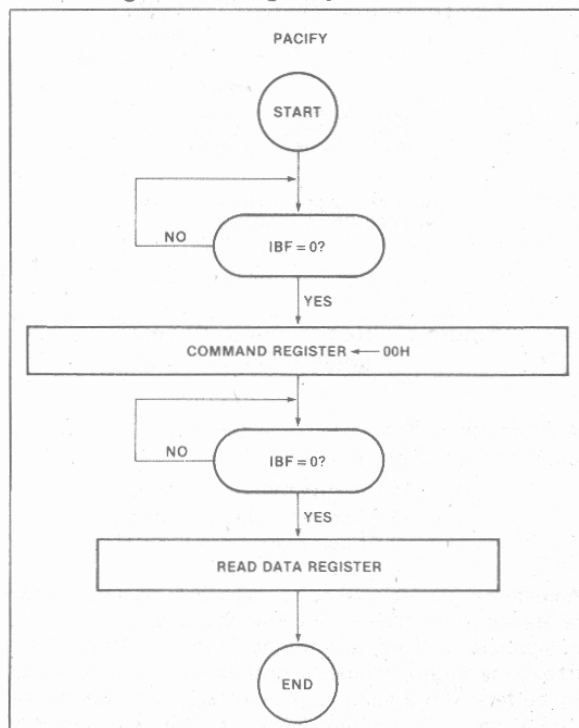 PACIFY
START
NO
IBF = 0?
YES
COMMAND REGISTER ← 00H
NO
IBF = 0?
YES
READ DATA REGISTER
END